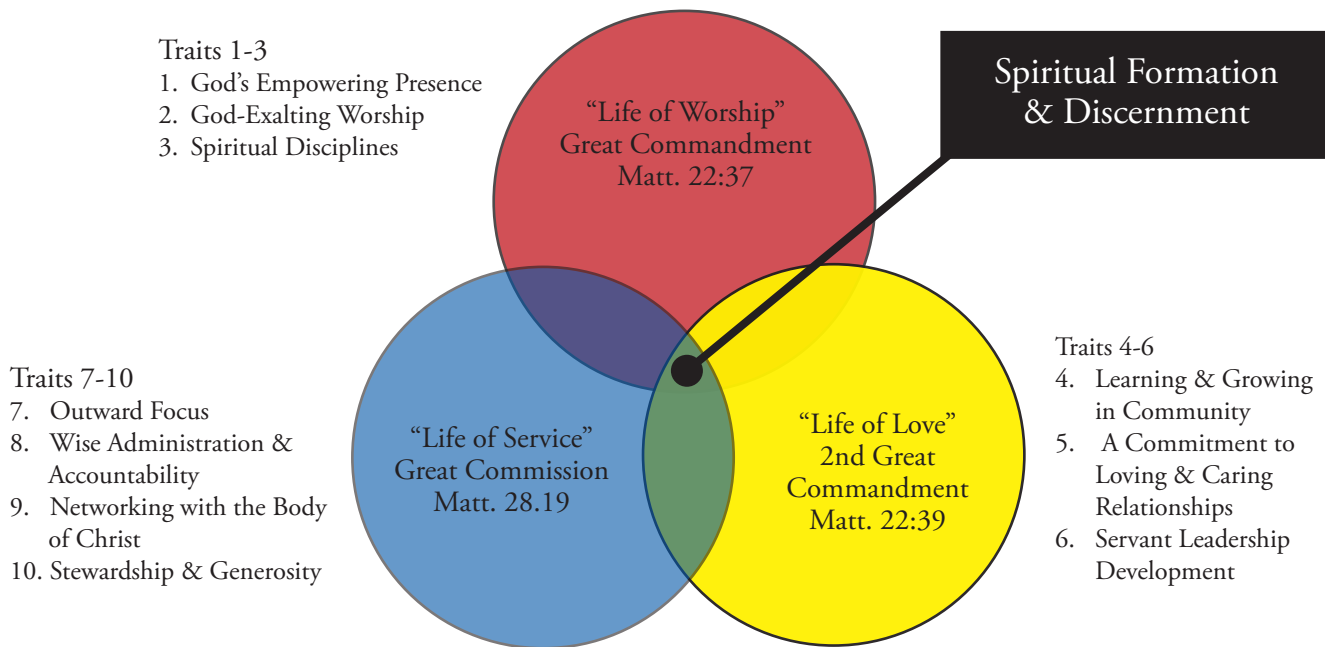 Traits 1-3
1. God's Empowering Presence
2. God-Exalting Worship
3. Spiritual Disciplines
"Life of Worship"
Great Commandment
Matt. 22:37
Spiritual Formation
& Discernment
Traits 7-10
7. Outward Focus
8. Wise Administration &
Accountability
9. Networking with the Body
of Christ
10. Stewardship & Generosity
"Life of Service"
Great Commission
Matt. 28.19
"Life of Love"
2nd Great
Commandment
Matt. 22:39
Traits 4-6
4. Learning & Growing
in Community
5. A Commitment to
Loving & Caring
Relationships
6. Servant Leadership
Development